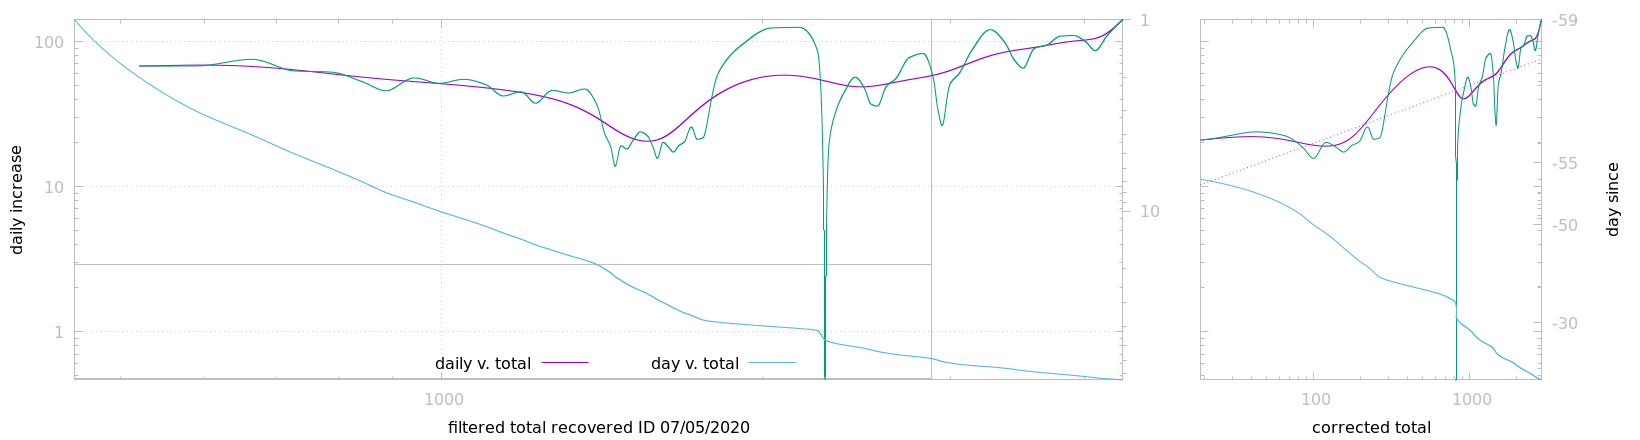 100
10
1
daily increase
daily v. total
day v. total
1000
filtered total recovered ID 07/05/2020
1
10
100
1000
corrected total
-59
-55
-50
-30
day since